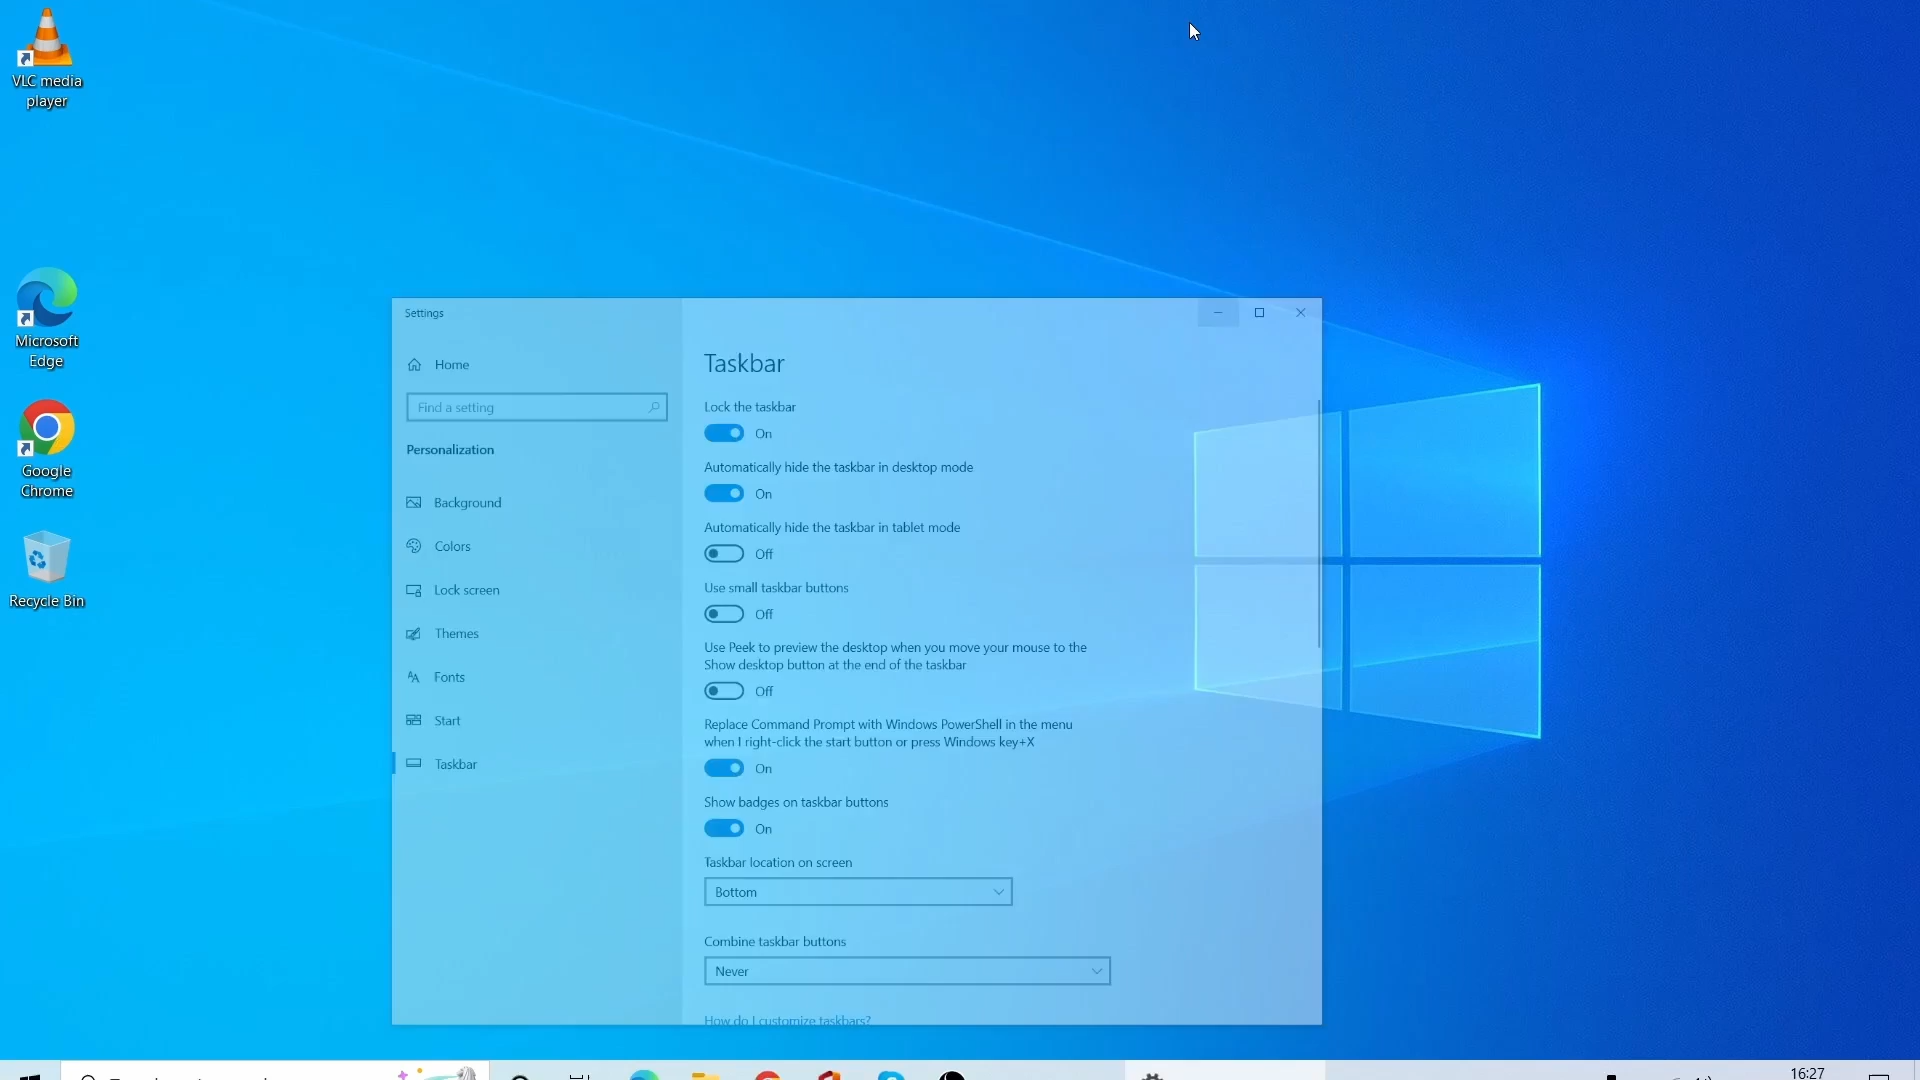 VLC media
player
Microsoft
Edge
Google
Chrome
Recycle Bin
Settings
Home
Find a setting
Personalization
Background
Colors
Lock screen
Themes
Fonts
Start
Taskbar
Taskbar
Lock the taskbar
On
Automatically hide the taskbar in desktop mode
On
Automatically hide the taskbar in tablet mode
Off
Use small taskbar buttons
Off
Use Peek to preview the desktop when you move your mouse to the
Show desktop button at the end of the taskbar
Off
Replace Command Prompt with Windows PowerShell in the menu
when I right-click the start button or press Windows key+X
On
Show badges on taskbar buttons
On
Taskbar location on screen
Bottom
Combine taskbar buttons
Never
How do I customize taskbars?
16:27